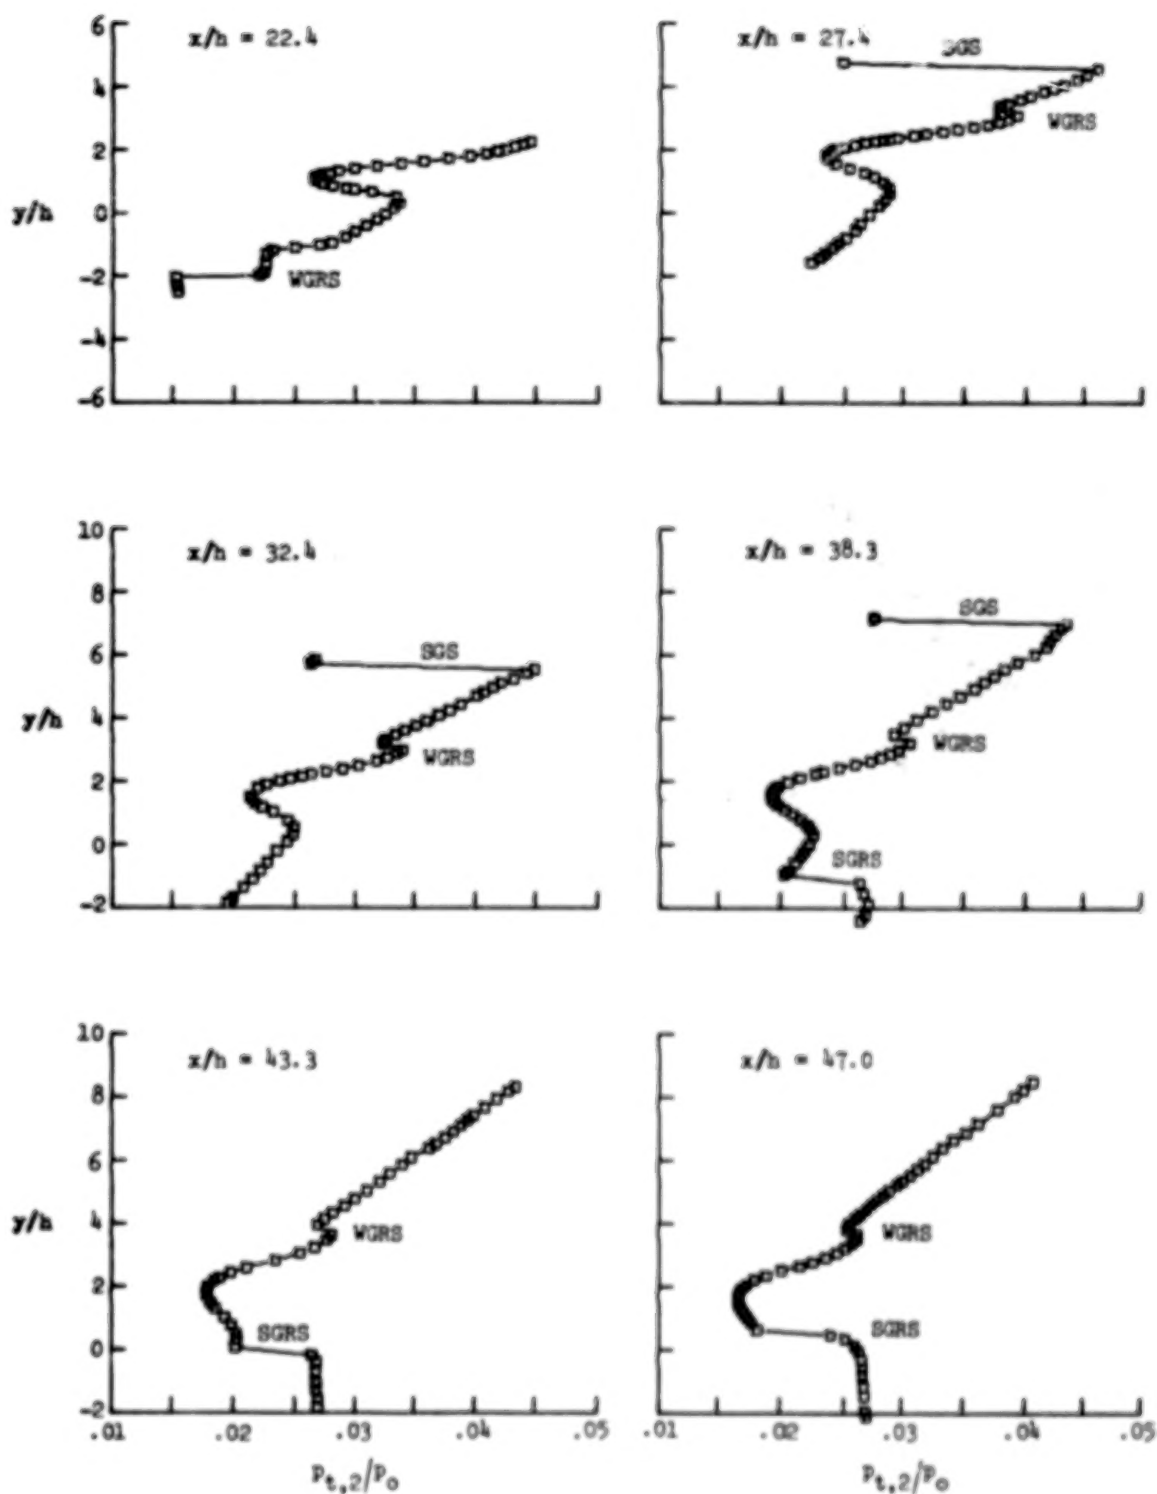 x/h = 22.4
x/h = 27.4
6
4
2
0
-2
-4
-6
y/h
WGRS
SGS
WGRS
x/h = 32.4
x/h = 38.3
10
8
6
4
2
0
-2
y/h
SGS
WGRS
SGS
WGRS
SGRS
x/h = 43.3
x/h = 47.0
10
8
6
4
2
0
-2
y/h
WGRS
SGRS
WGRS
SGRS
.01 .02 .03 .04 .05
.01 .02 .03 .04 .05
Pt,2/Po
Pt,2/Po